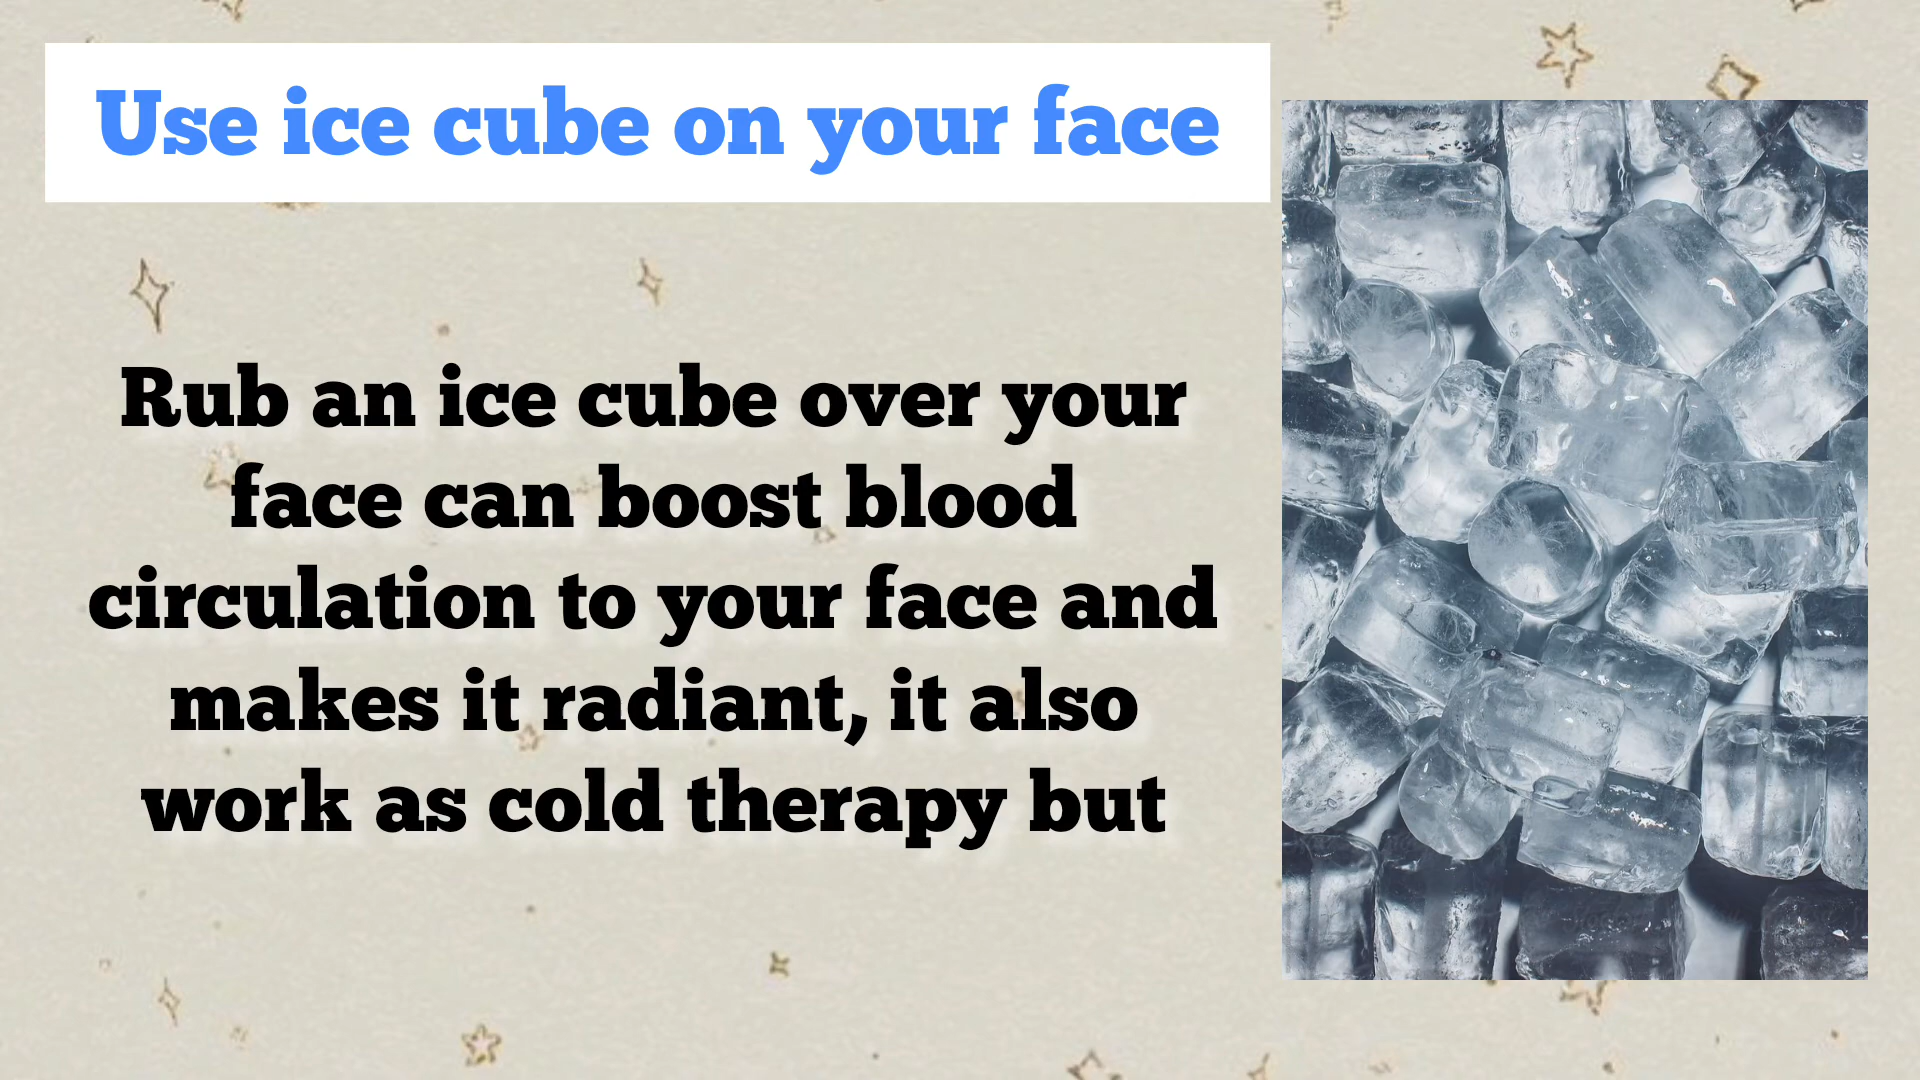 Use ice cube on your face
Rub an ice cube over your
face can boost blood
circulation to your face and
makes it radiant, it also
work as cold therapy but